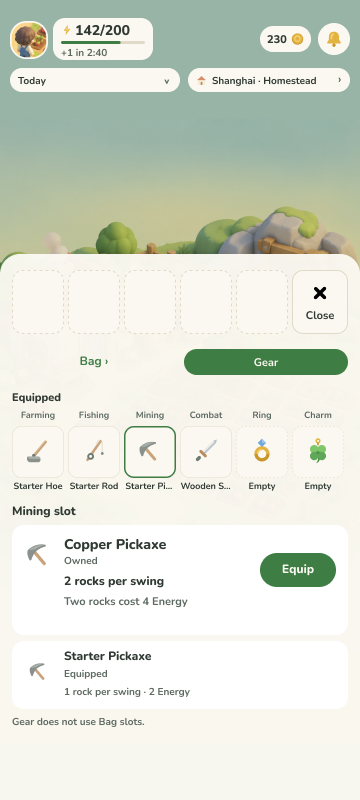 142/200
+1 in 2:40
230
Today
Shanghai · Homestead ›
Close
Bag ›
Gear
Equipped
Farming Fishing Mining Combat Ring Charm
Starter Hoe Starter Rod Starter Pi... Wooden S... Empty Empty
Mining slot
Copper Pickaxe
Owned
2 rocks per swing
Two rocks cost 4 Energy
Equip
Starter Pickaxe
Equipped
1 rock per swing · 2 Energy
Gear does not use Bag slots.